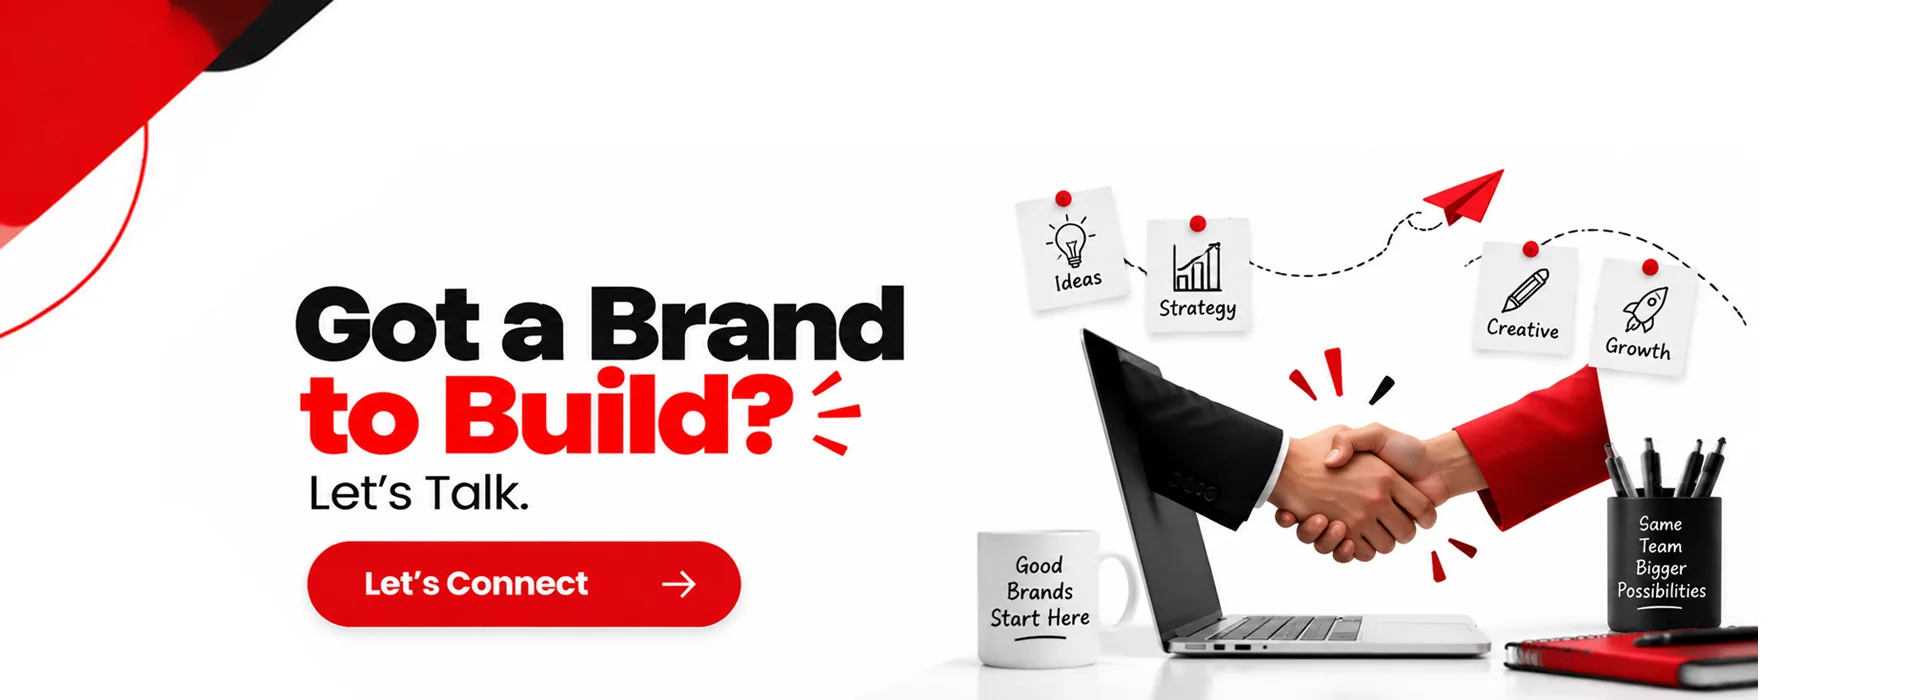 Got a Brand
to Build?
Let's Talk.
Let's Connect
Ideas
Strategy
Creative
Growth
Good
Brands
Start Here
Same
Team
Bigger
Possibilities